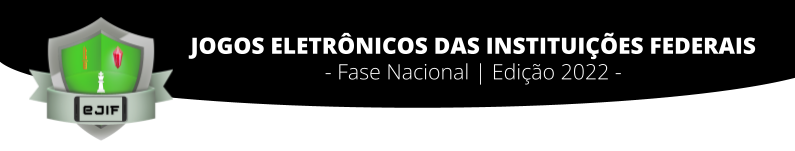 JOGOS ELETRÔNICOS DAS INSTITUIÇÕES FEDERAIS
- Fase Nacional | Edição 2022 -
eJIF